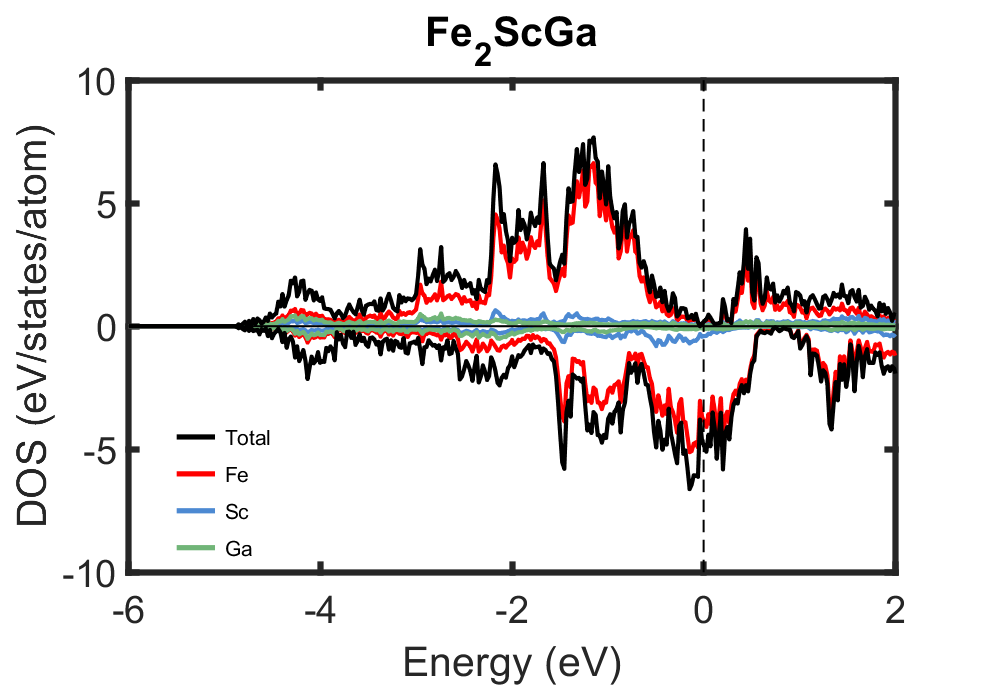 Fe₂ScGa
10
5
0
-5
-10
DOS (eV/states/atom)
Total
Fe
Sc
Ga
-6 -4 -2 0 2
Energy (eV)